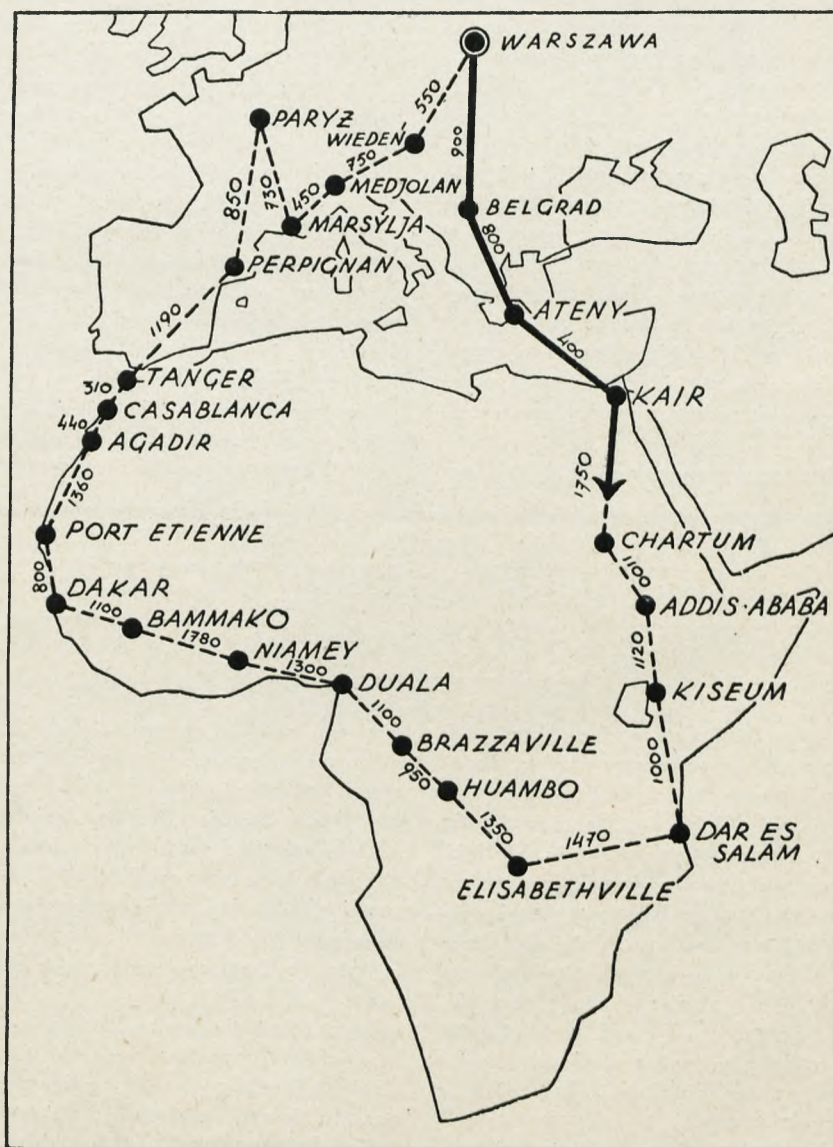 WARSZAWA
550
900
PARYŻ
WIEDEŃ
750
MEDJOLAN
450
730
850
MARSYLJA
BELGRAD
800
PERPIGNAN
ATENY
1190
400
TANGER
KAIR
310
CASABLANCA
440
AGADIR
1360
1750
PORT ETIENNE
CHARTUM
800
1100
DAKAR
ADDIS-ABABA
1100
BAMMAKO
1780
NIAMEY
1120
1300
DUALA
KISEUM
1100
BRAZZAVILLE
1000
950
HUAMBO
1350
1470
DAR ES
SALAM
ELISABETHVILLE